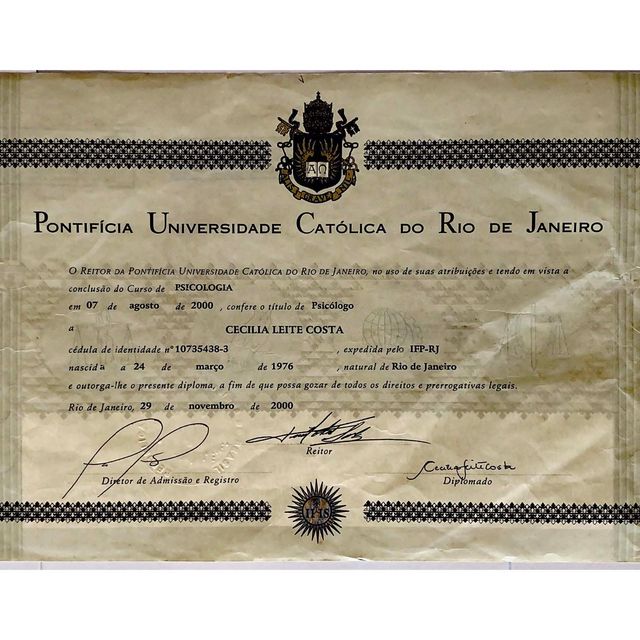 PONTIFÍCIA UNIVERSIDADE CATÓLICA DO RIO DE JANEIRO
O REITOR DA PONTIFÍCIA UNIVERSIDADE CATÓLICA DO RIO DE JANEIRO, no uso de suas atribuições e tendo em vista a
conclusão do Curso de PSICOLOGIA
em 07 de agosto de 2000, confere o título de Psicólogo
a CECILIA LEITE COSTA
cédula de identidade nº 10735438-3, expedida pelo IFP-RJ
nascida a 24 de março de 1976, natural de Rio de Janeiro
e outorga-lhe o presente diploma, a fim de que possa gozar de todos os direitos e prerrogativas legais.
Rio de Janeiro, 29 de novembro de 2000
Reitor
Cecilia Leite Costa
Diretor de Admissão e Registro Diplomado